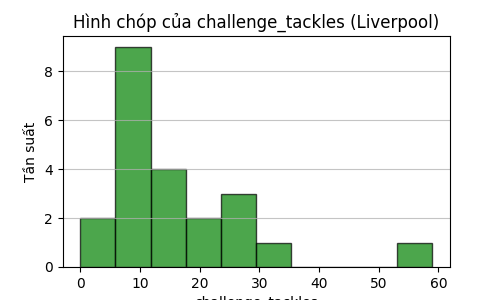 Hình chóp của challenge_tackles (Liverpool)
Tần suất
8
6
4
2
0
0 10 20 30 40 50 60
challenge_tackles